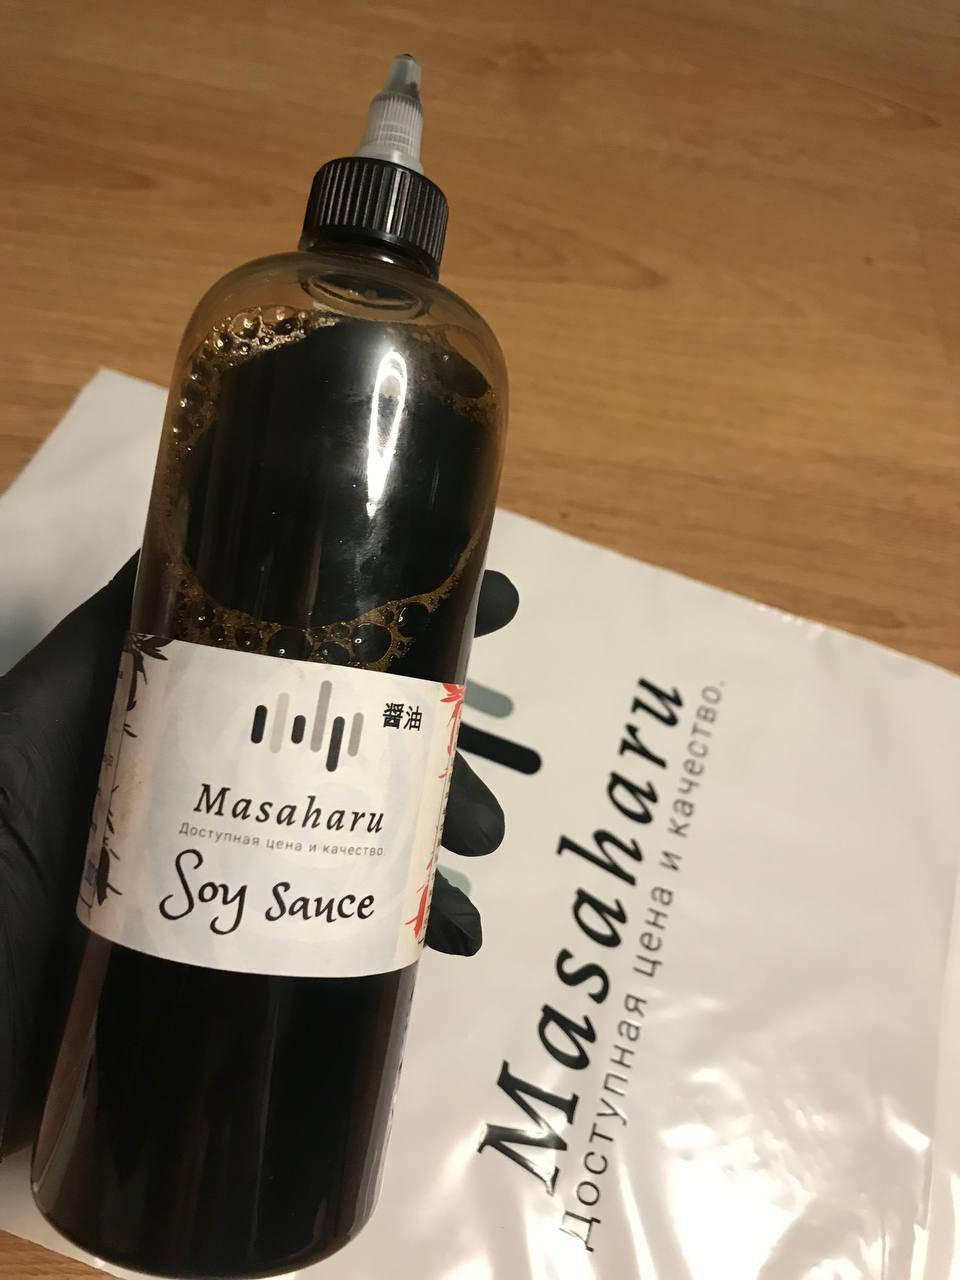 醤油
Masaharu
Доступная цена и качество.
Soy sauce
Masaharu
Доступная цена и качество.